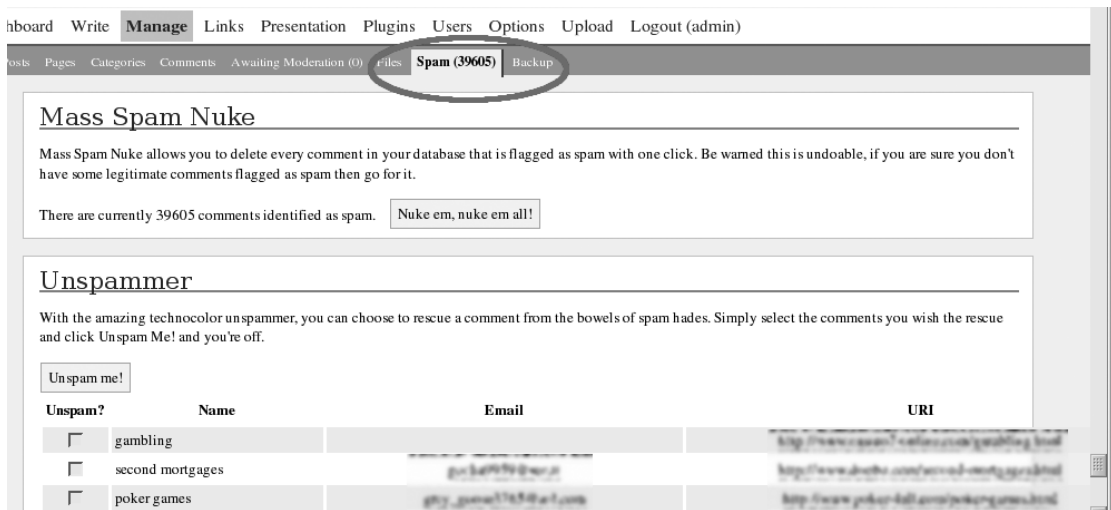 hboard Write Manage Links Presentation Plugins Users Options Upload Logout (admin)
Posts Pages Categories Comments Awaiting Moderation (0) Files Spam (39605) Backup
Mass Spam Nuke
Mass Spam Nuke allows you to delete every comment in your database that is flagged as spam with one click. Be warned this is undoable, if you are sure you don't
have some legitimate comments flagged as spam then go for it.
There are currently 39605 comments identified as spam. Nuke em, nuke em all!
Unspammer
With the amazing technocolor unspammer, you can choose to rescue a comment from the bowels of spam hades. Simply select the comments you wish the rescue
and click Unspam Me! and you're off.
Unspam me!
Unspam? Name Email URI
gambling
second mortgages
poker games